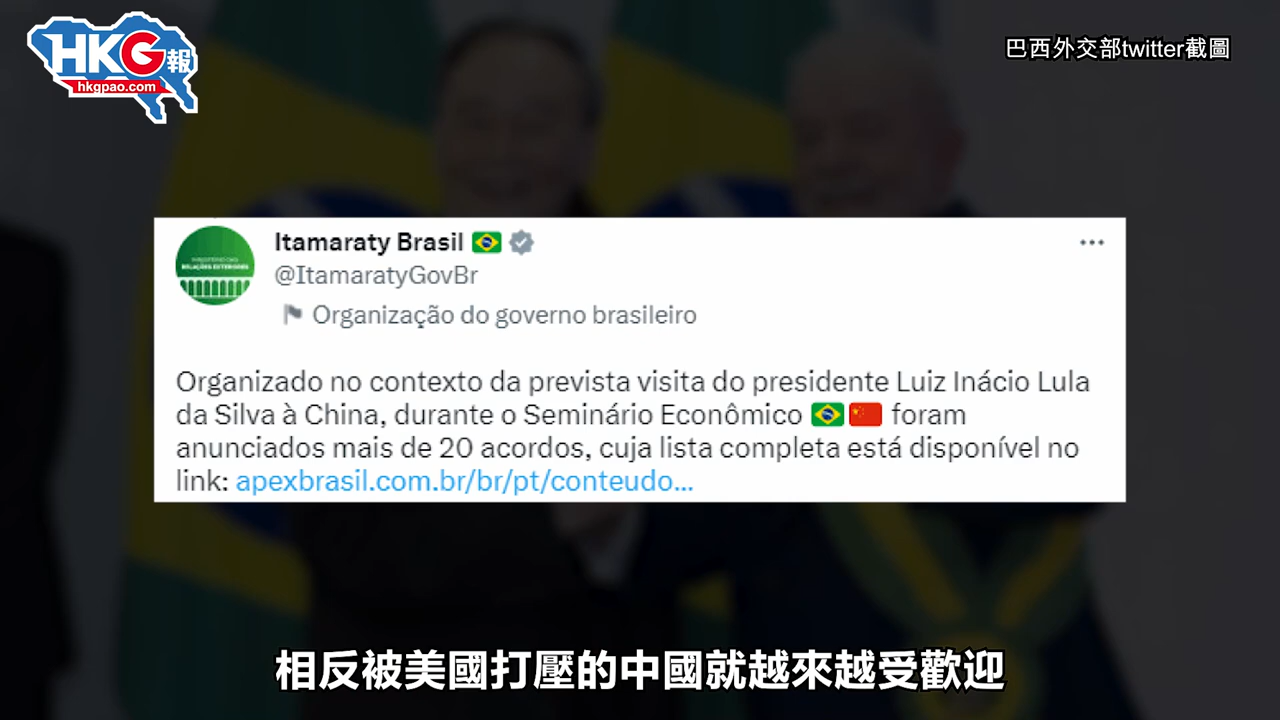 HKG報
hkgpao.com
巴西外交部twitter截圖
MINISTÉRIO DAS
RELAÇÕES EXTERIORES
Itamaraty Brasil 🇧🇷
@ItamaratyGovBr
Organização do governo brasileiro
Organizado no contexto da prevista visita do presidente Luiz Inácio Lula
da Silva à China, durante o Seminário Econômico 🇧🇷🇨🇳 foram
anunciados mais de 20 acordos, cuja lista completa está disponível no
link: apexbrasil.com.br/br/pt/conteudo...
相反被美國打壓的中國就越來越受歡迎